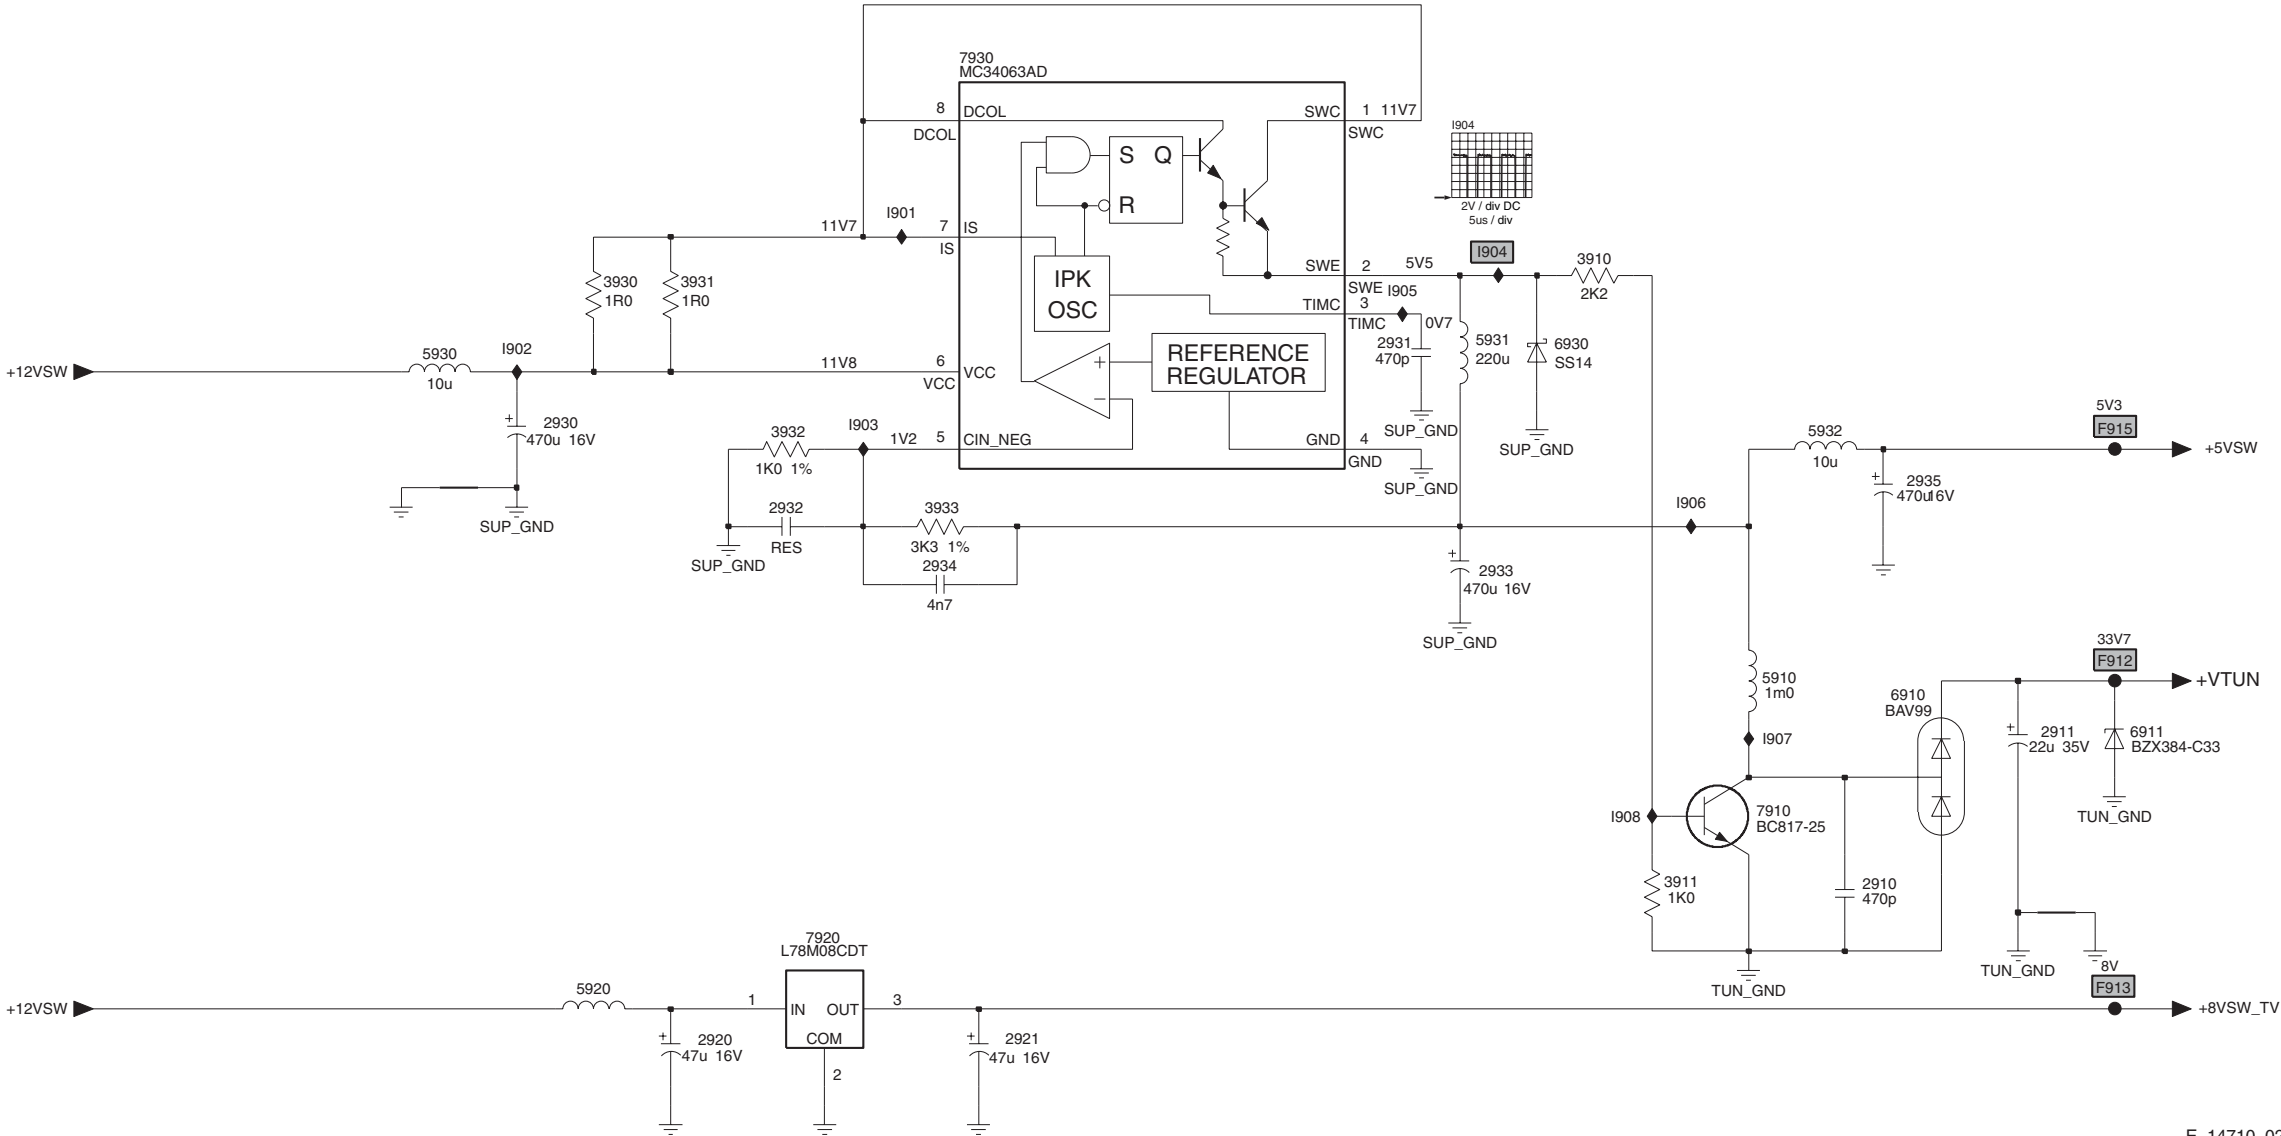 7930
MC34063AD
8
DCOL
DCOL
SWC
1
11V7
SWC
I904
2V / div DC
5us / div
S
Q
R
11V7
I901
7
IS
IS
IPK
OSC
SWE
2
5V5
I904
SWE
3910
2K2
3
I905
TIMC
TIMC
0V7
3930
1R0
3931
1R0
2931
470p
5931
220u
6930
SS14
REFERENCE
REGULATOR
+12VSW
5930
10u
I902
11V8
6
VCC
VCC
2930
470u 16V
SUP_GND
3932
1K0 1%
I903
1V2
5
CIN_NEG
GND
4
GND
SUP_GND
SUP_GND
SUP_GND
5V3
F915
5932
10u
+5VSW
2935
470u16V
2932
RES
SUP_GND
3933
3K3 1%
2934
4n7
I906
2933
470u 16V
SUP_GND
33V7
F912
+VTUN
5910
1m0
6910
BAV99
I907
2911
22u 35V
6911
BZX384-C33
TUN_GND
I908
7910
BC817-25
3911
1K0
2910
470p
TUN_GND
TUN_GND
7920
L78M08CDT
8V
F913
+12VSW
5920
1
IN
OUT
COM
3
+8VSW_TV
2920
47u 16V
2
2921
47u 16V